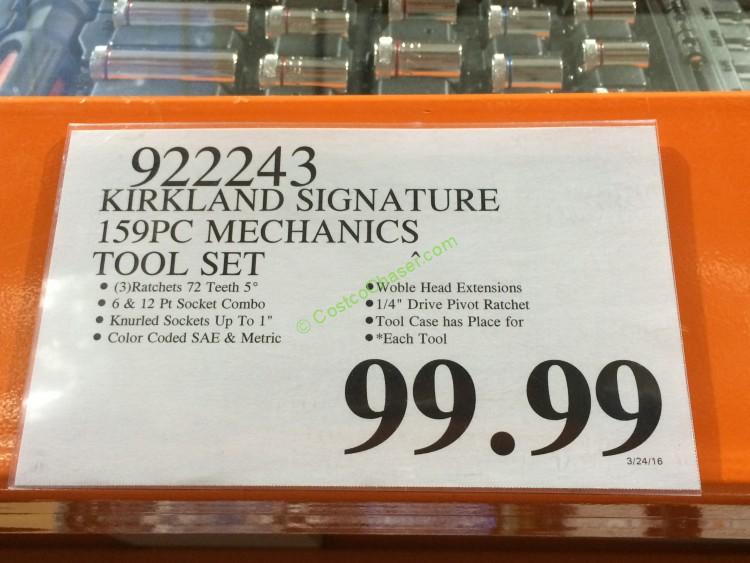 922243
KIRKLAND SIGNATURE
159PC MECHANICS
TOOL SET ^
• (3)Ratchets 72 Teeth 5°
• 6 & 12 Pt Socket Combo
• Knurled Sockets Up To 1"
• Color Coded SAE & Metric
• Woble Head Extensions
• 1/4" Drive Pivot Ratchet
• Tool Case has Place for
• *Each Tool
© CostcoChaser.com
99.99
3/24/16